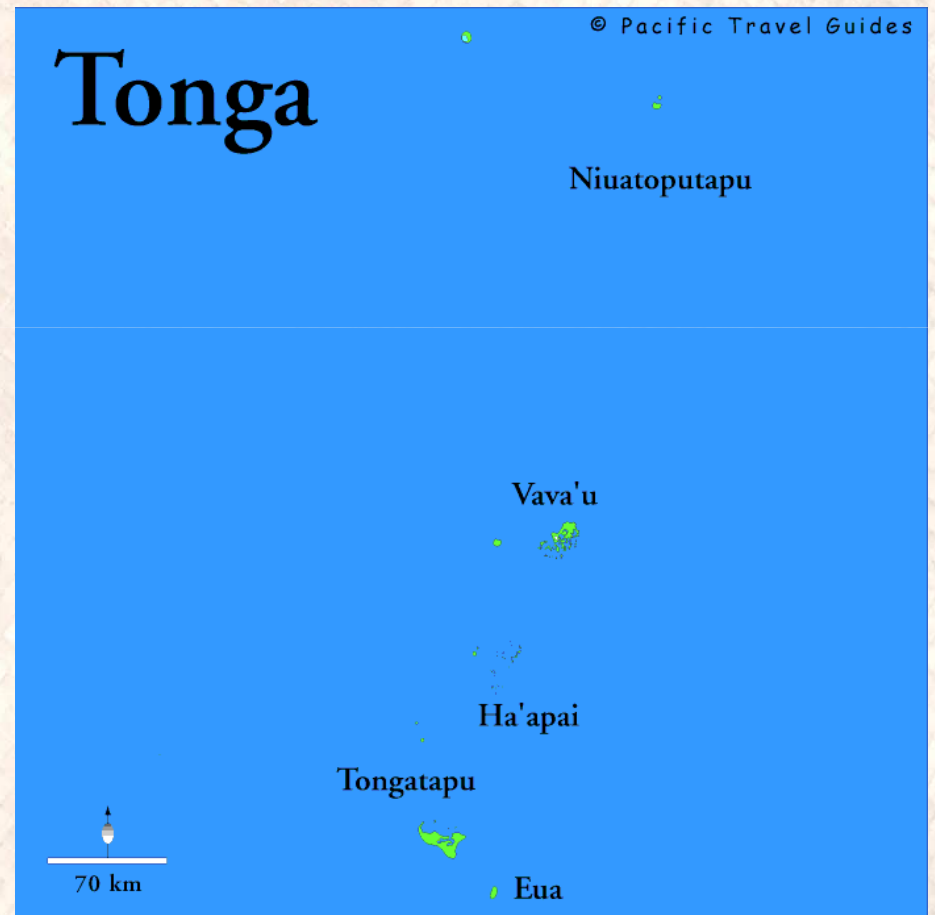 © Pacific Travel Guides
Tonga
Niuatoputapu
Vava'u
Ha'apai
Tongatapu
70 km
Eua